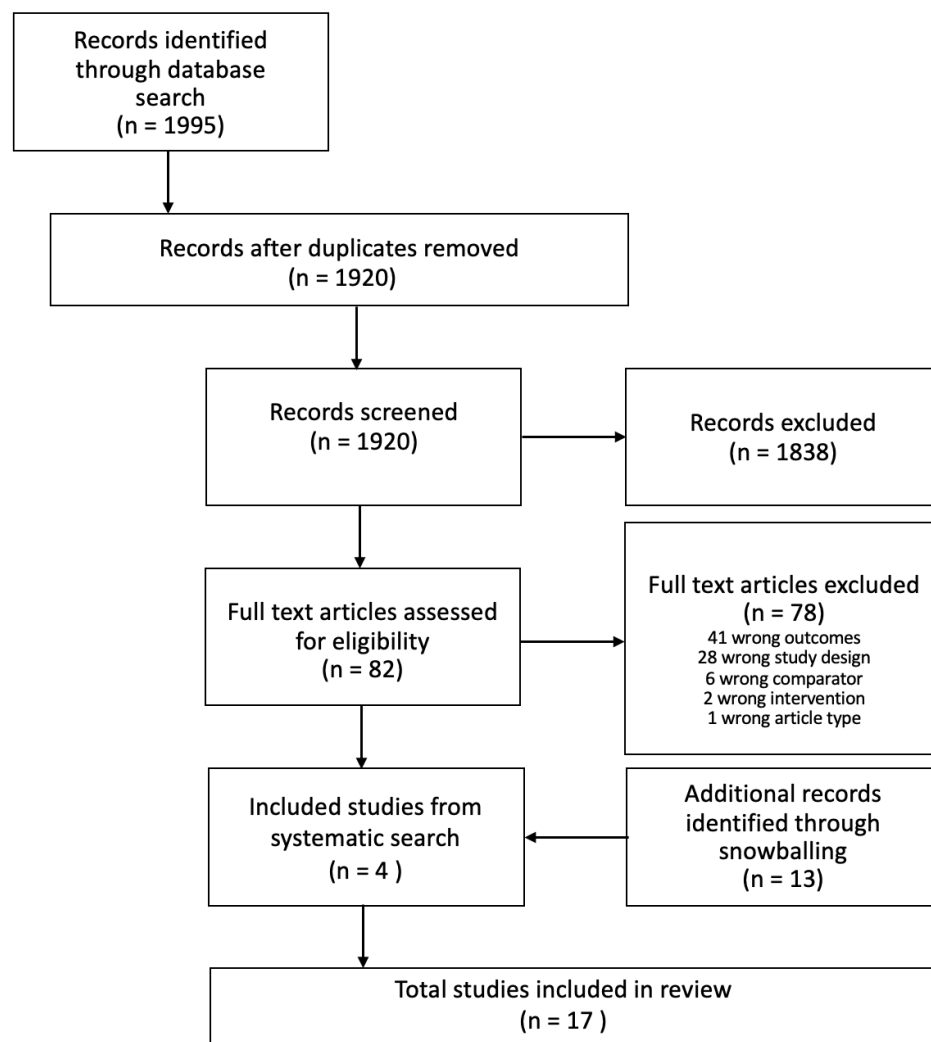 Records identified
through database
search
(n = 1995)
Records after duplicates removed
(n = 1920)
Records screened
(n = 1920)
Records excluded
(n = 1838)
Full text articles assessed
for eligibility
(n = 82)
Full text articles excluded
(n = 78)
41 wrong outcomes
28 wrong study design
6 wrong comparator
2 wrong intervention
1 wrong article type
Included studies from
systematic search
(n = 4 )
Additional records
identified through
snowballing
(n = 13)
Total studies included in review
(n = 17 )